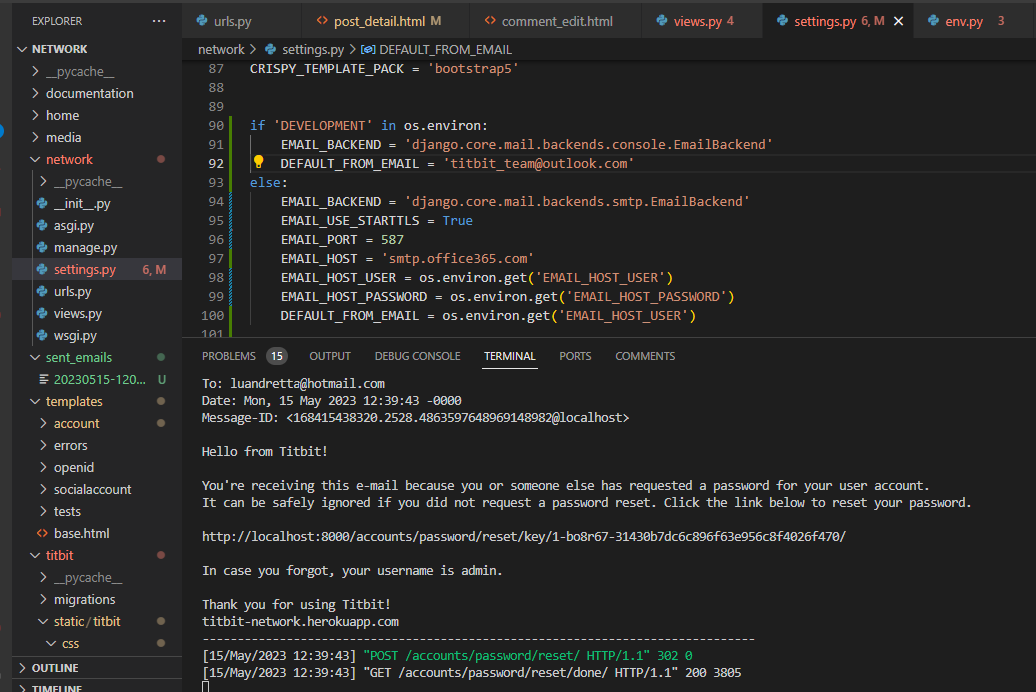 EXPLORER ···
NETWORK
__pycache__
documentation
home
media
network
__pycache__
__init__.py
asgi.py
manage.py
settings.py 6, M
urls.py
views.py
wsgi.py
sent_emails
20230515-120... U
templates
account
errors
openid
socialaccount
tests
base.html
titbit
__pycache__
migrations
static/titbit
css
OUTLINE
TIMELINE
urls.py post_detail.html M comment_edit.html views.py 4 settings.py 6, M env.py 3
network > settings.py > DEFAULT_FROM_EMAIL
87 CRISPY_TEMPLATE_PACK = 'bootstrap5'
88
89
90 if 'DEVELOPMENT' in os.environ:
91 EMAIL_BACKEND = 'django.core.mail.backends.console.EmailBackend'
92 DEFAULT_FROM_EMAIL = 'titbit_team@outlook.com'
93 else:
94 EMAIL_BACKEND = 'django.core.mail.backends.smtp.EmailBackend'
95 EMAIL_USE_STARTTLS = True
96 EMAIL_PORT = 587
97 EMAIL_HOST = 'smtp.office365.com'
98 EMAIL_HOST_USER = os.environ.get('EMAIL_HOST_USER')
99 EMAIL_HOST_PASSWORD = os.environ.get('EMAIL_HOST_PASSWORD')
100 DEFAULT_FROM_EMAIL = os.environ.get('EMAIL_HOST_USER')
101
PROBLEMS 15 OUTPUT DEBUG CONSOLE TERMINAL PORTS COMMENTS
To: luandretta@hotmail.com
Date: Mon, 15 May 2023 12:39:43 -0000
Message-ID: <168415438320.2528.4863597648969148982@localhost>
Hello from Titbit!
You're receiving this e-mail because you or someone else has requested a password for your user account.
It can be safely ignored if you did not request a password reset. Click the link below to reset your password.
http://localhost:8000/accounts/password/reset/key/1-bo8r67-31430b7dc6c896f63e956c8f4026f470/
In case you forgot, your username is admin.
Thank you for using Titbit!
titbit-network.herokuapp.com
-------------------------------------------------------------------------------
[15/May/2023 12:39:43] "POST /accounts/password/reset/ HTTP/1.1" 302 0
[15/May/2023 12:39:43] "GET /accounts/password/reset/done/ HTTP/1.1" 200 3805